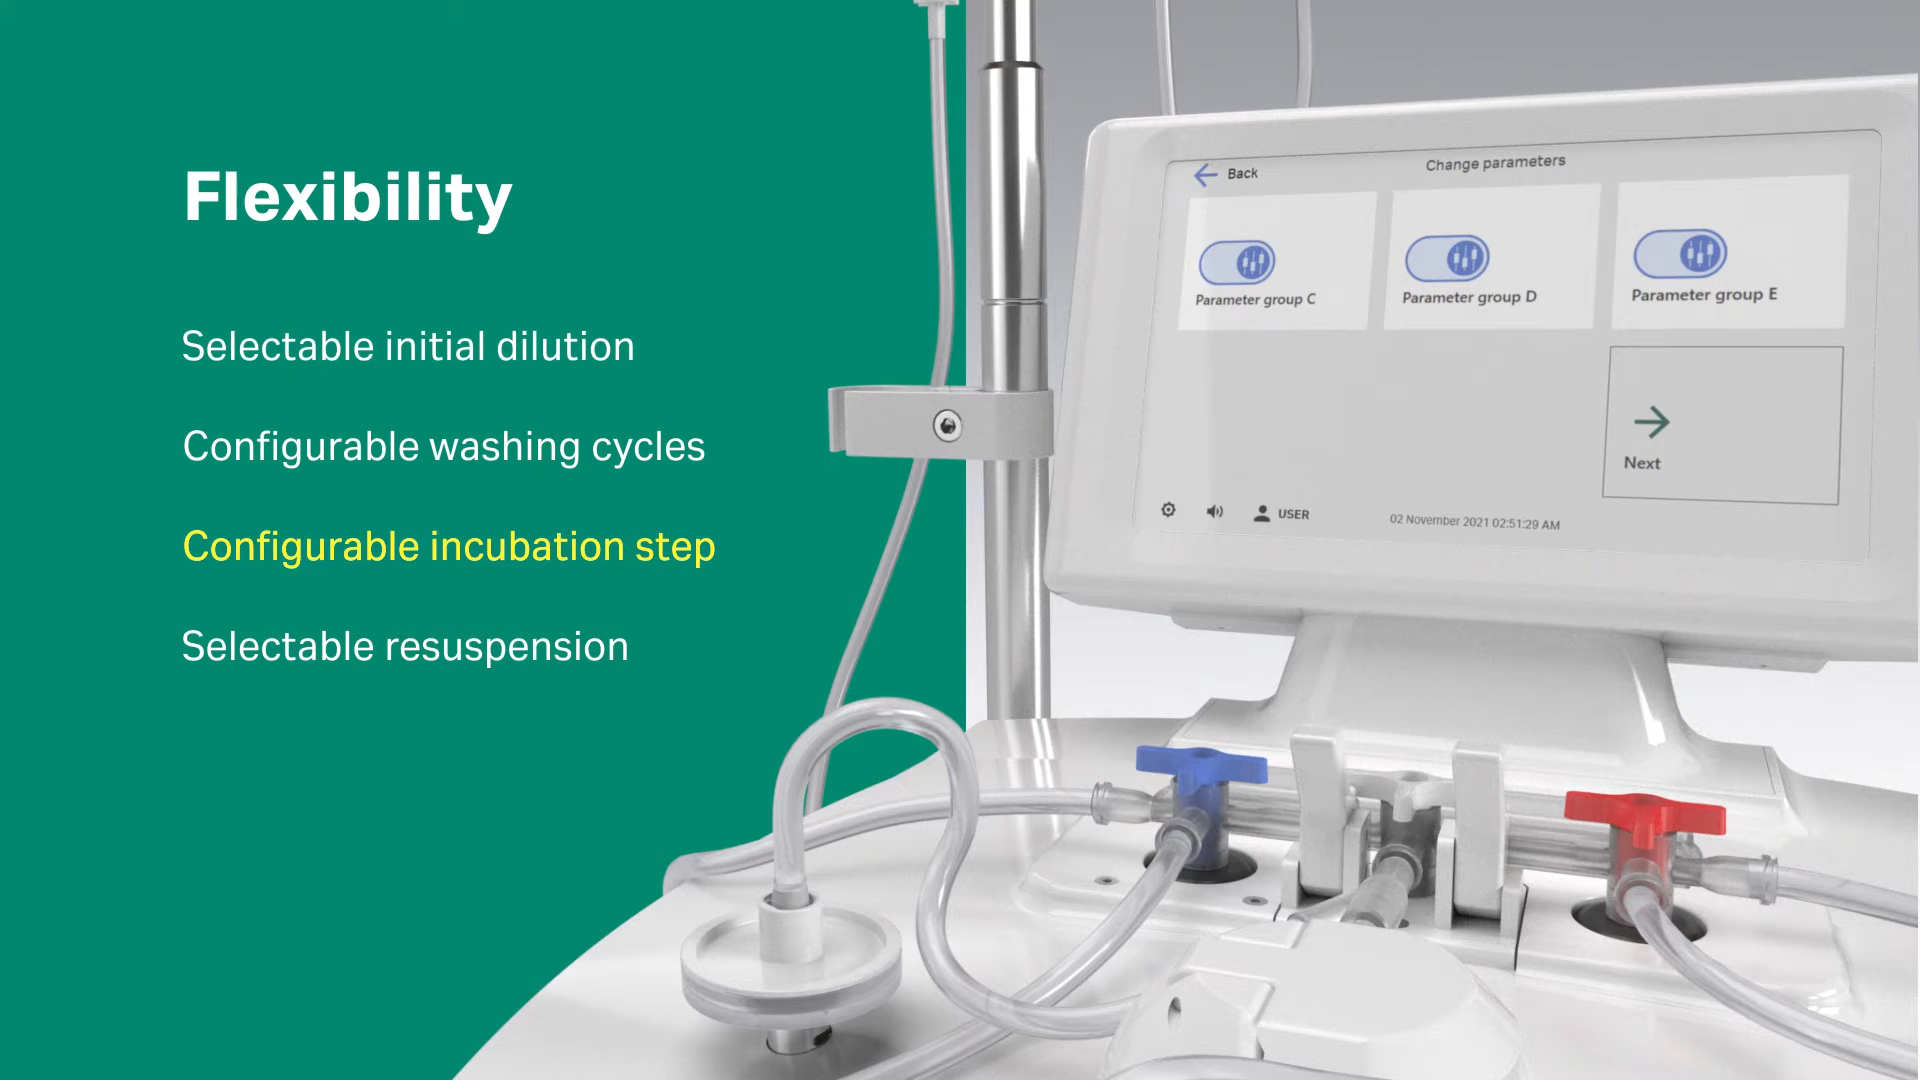 Flexibility
Selectable initial dilution
Configurable washing cycles
Configurable incubation step
Selectable resuspension
Back
Change parameters
Parameter group C
Parameter group D
Parameter group E
Next
USER
02 November 2021 02:51:29 AM